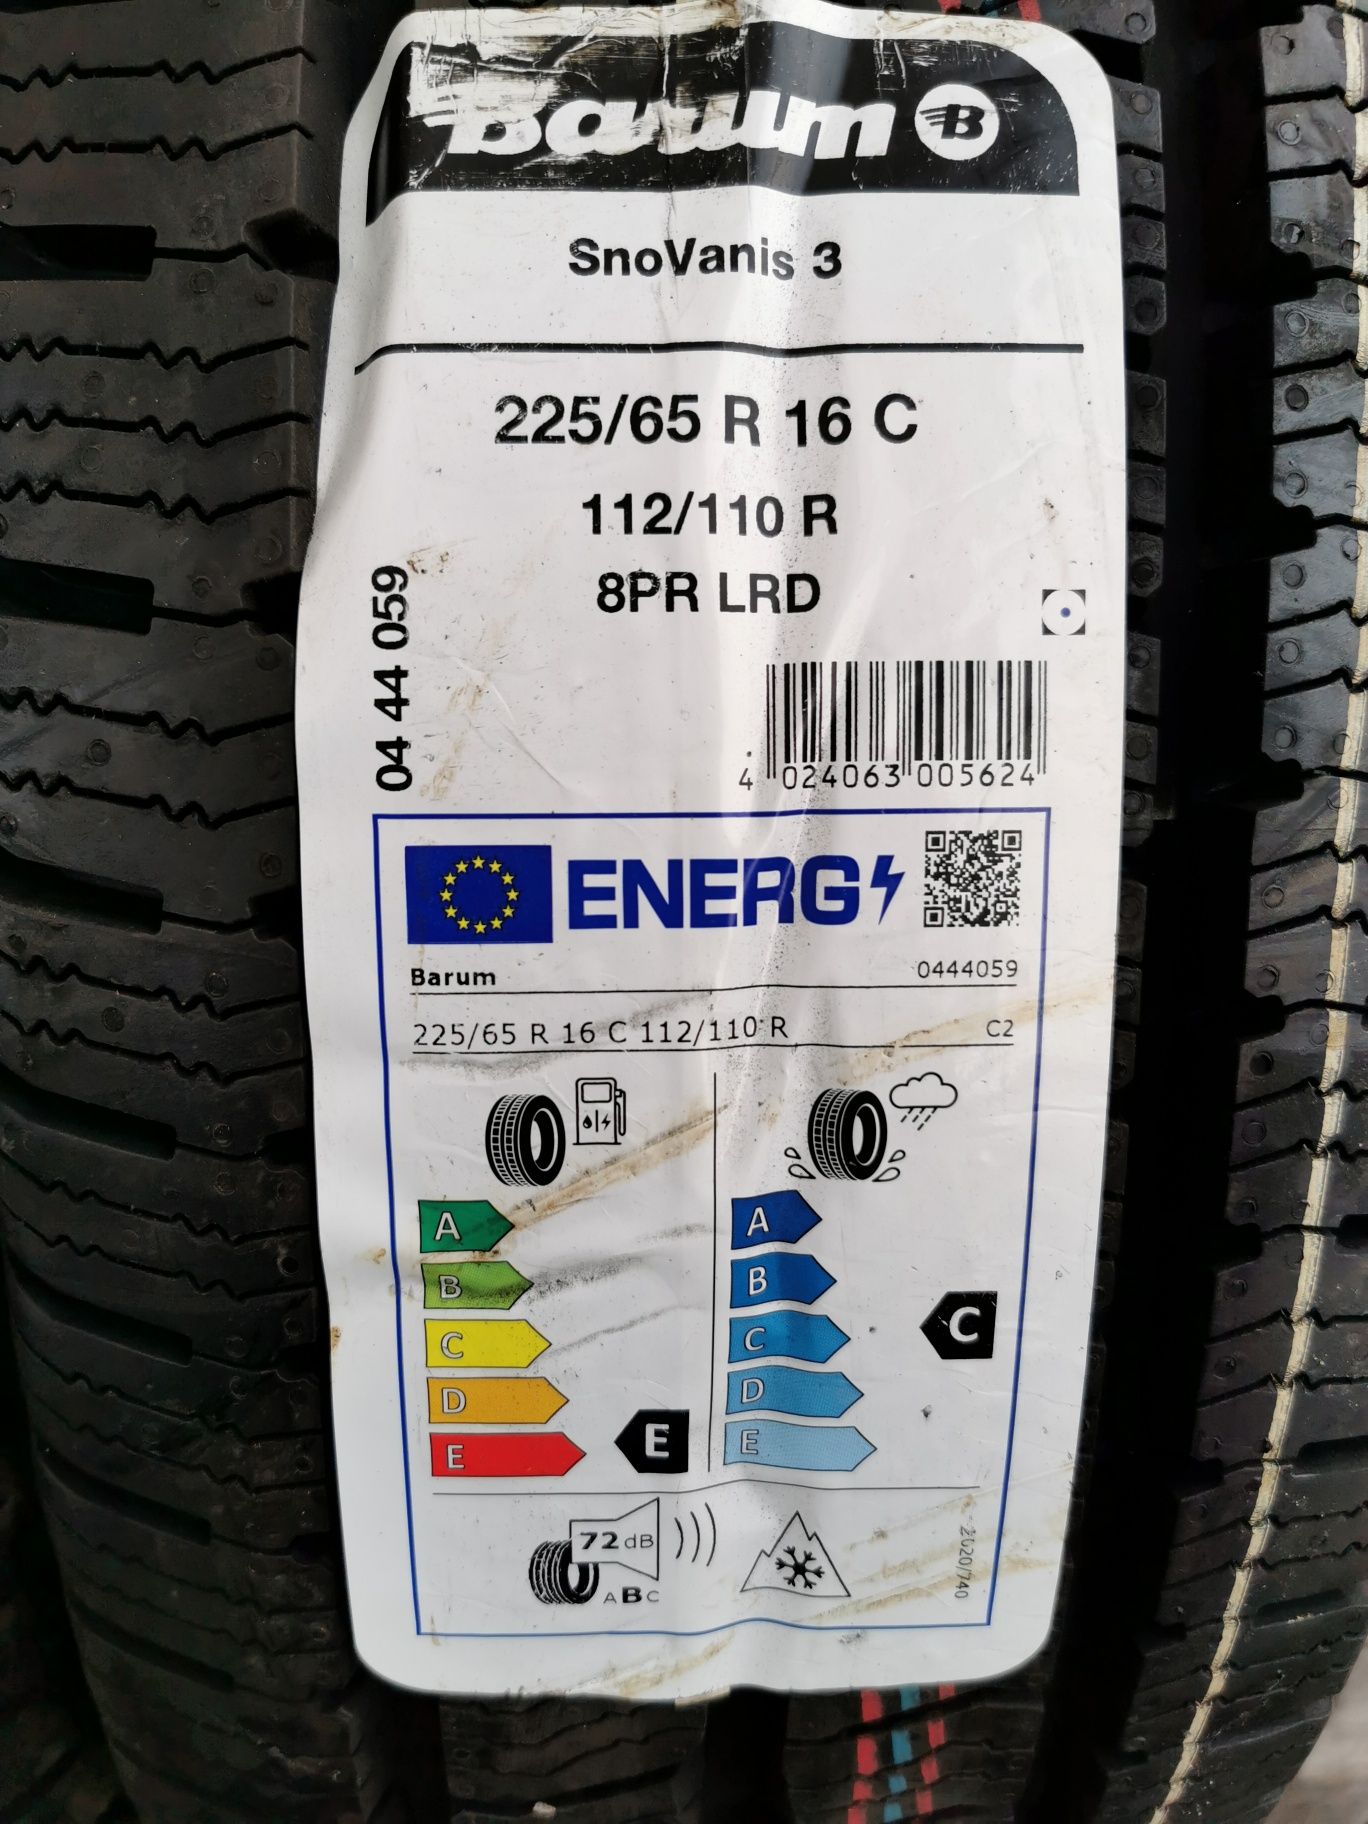 Barum B
SnoVanis 3
225/65 R 16 C
112/110 R
8PR LRD
04 44 059
4 024063 005624
ENERG
Barum 0444059
225/65 R 16 C 112/110 R C2
A A
B B
C C C
D D
E E E
72 dB
ABC
2020/740